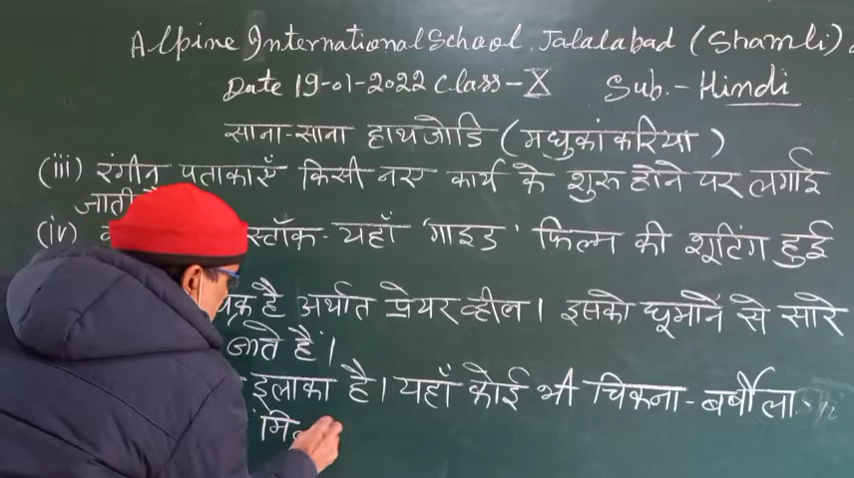 Alpine International School, Jalalabad (Shamli).
Date 19-01-2022 Class-X Sub.- Hindi
साना-साना हाथजोडि (मधुकांकरिया)
(iii) रंगीन पताकाएँ किसी नए कार्य के शुरू होने पर लगाई
जाती
(iv) स्टॉक-यहाँ 'गाइड' फिल्म की शूटिंग हुई
है अर्थात प्रेयर व्हील। इसको घूमाने से सारे
जाते हैं।
इलाका है। यहाँ कोई भी चिकना-बर्फीला